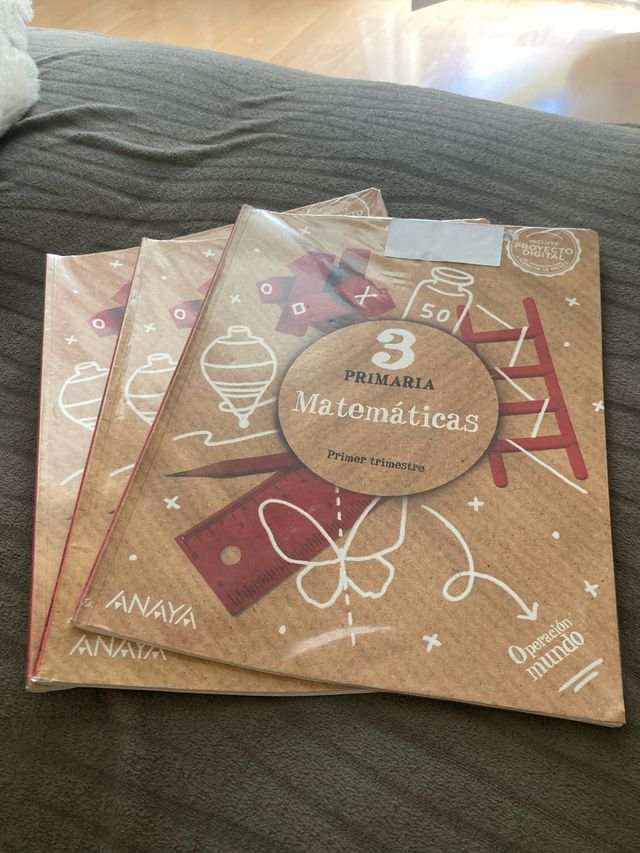 INCLUYE
PROYECTO
DIGITAL
50
3
PRIMARIA
Matemáticas
Primer trimestre
ANAYA
ANAYA
Operación
mundo